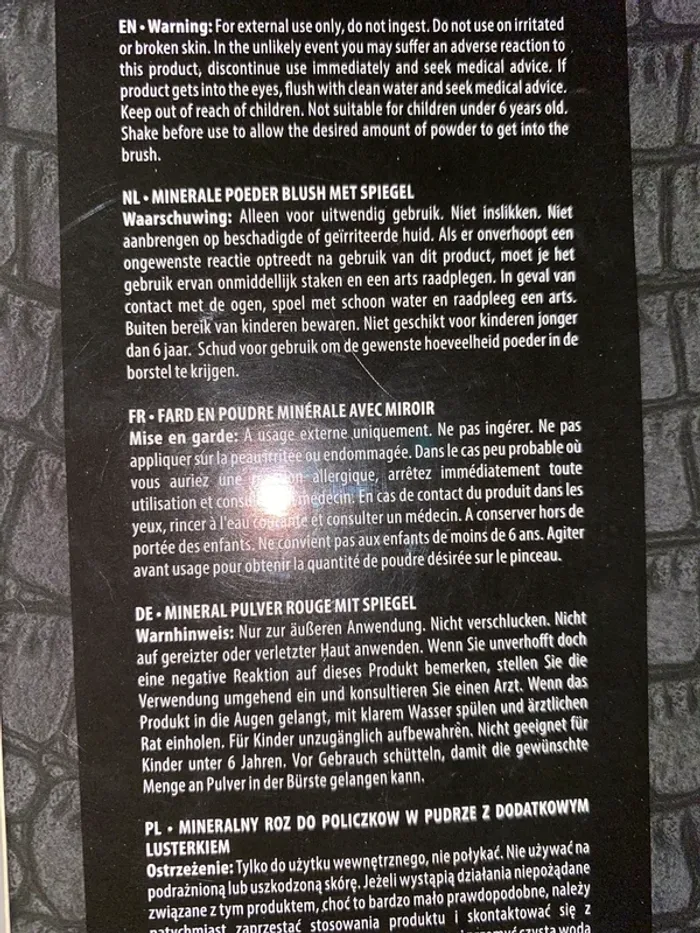 EN • Warning: For external use only, do not ingest. Do not use on irritated
or broken skin. In the unlikely event you may suffer an adverse reaction to
this product, discontinue use immediately and seek medical advice. If
product gets into the eyes, flush with clean water and seek medical advice.
Keep out of reach of children. Not suitable for children under 6 years old.
Shake before use to allow the desired amount of powder to get into the
brush.
NL • MINERALE POEDER BLUSH MET SPIEGEL
Waarschuwing: Alleen voor uitwendig gebruik. Niet inslikken. Niet
aanbrengen op beschadigde of geïrriteerde huid. Als er onverhoopt een
ongewenste reactie optreedt na gebruik van dit product, moet je het
gebruik ervan onmiddellijk staken en een arts raadplegen. In geval van
contact met de ogen, spoel met schoon water en raadpleeg een arts.
Buiten bereik van kinderen bewaren. Niet geschikt voor kinderen jonger
dan 6 jaar. Schud voor gebruik om de gewenste hoeveelheid poeder in de
borstel te krijgen.
FR • FARD EN POUDRE MINÉRALE AVEC MIROIR
Mise en garde: A usage externe uniquement. Ne pas ingérer. Ne pas
appliquer sur la peau irritée ou endommagée. Dans le cas peu probable où
vous auriez une allergique, arrêtez immédiatement toute
utilisation et médecin. En cas de contact du produit dans les
yeux, rincer à l'eau courante et consulter un médecin. A conserver hors de
portée des enfants. Ne convient pas aux enfants de moins de 6 ans. Agiter
avant usage pour obtenir la quantité de poudre désirée sur le pinceau.
DE • MINERAL PULVER ROUGE MIT SPIEGEL
Warnhinweis: Nur zur äußeren Anwendung. Nicht verschlucken. Nicht
auf gereizter oder verletzter Haut anwenden. Wenn Sie unverhofft doch
eine negative Reaktion auf dieses Produkt bemerken, stellen Sie die
Verwendung umgehend ein und konsultieren Sie einen Arzt. Wenn das
Produkt in die Augen gelangt, mit klarem Wasser spülen und ärztlichen
Rat einholen. Für Kinder unzugänglich aufbewahren. Nicht geeignet für
Kinder unter 6 Jahren. Vor Gebrauch schütteln, damit die gewünschte
Menge an Pulver in der Bürste gelangen kann.
PL • MINERALNY ROZ DO POLICZKOW W PUDRZE Z DODATKOWYM
LUSTERKIEM
Ostrzeżenie: Tylko do użytku wewnętrznego, nie połykać. Nie używać na
podrażnioną lub uszkodzoną skórę. Jeżeli wystąpią działania niepożądane
związane z tym produktem, choć to bardzo mało prawdopodobne, należy
natychmiast zaprzestać stosowania produktu i skontaktować się z
czystą wodą